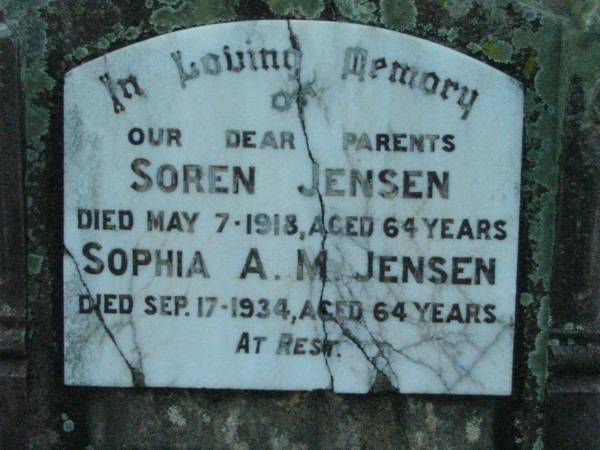 In Loving Memory
of
OUR DEAR PARENTS
SOREN JENSEN
DIED MAY 7-1918, AGED 64 YEARS
SOPHIA A. M. JENSEN
DIED SEP. 17-1934, AGED 64 YEARS
AT REST.